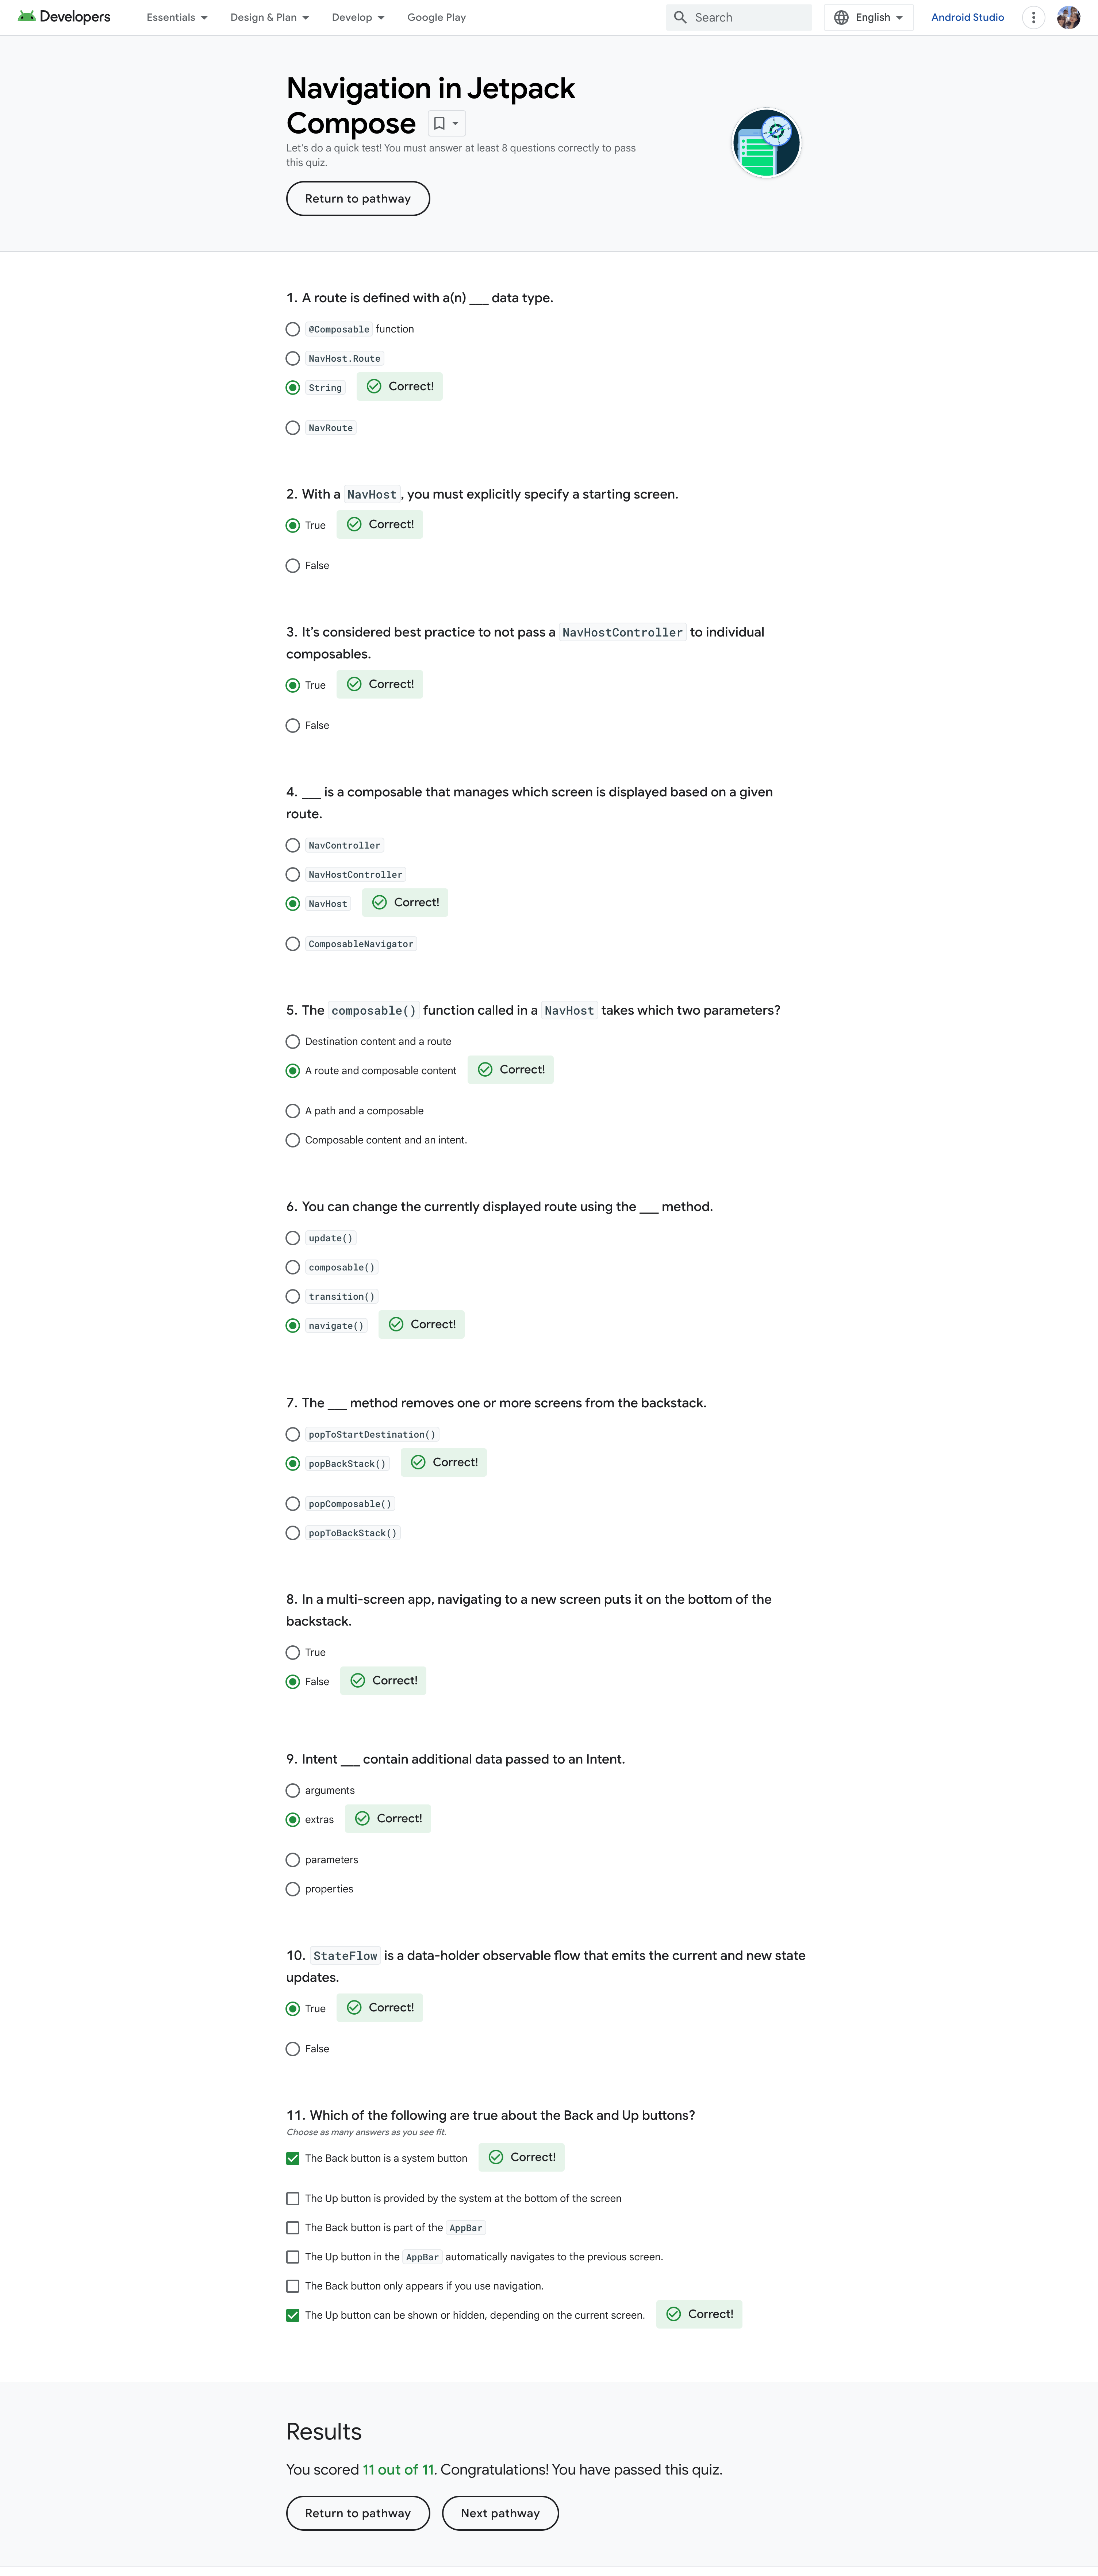 Developers
Essentials
Design & Plan
Develop
Google Play
Search
English
Android Studio
Navigation in Jetpack
Compose
Let's do a quick test! You must answer at least 8 questions correctly to pass
this quiz.
Return to pathway
1. A route is defined with a(n) ___ data type.
@Composable function
NavHost.Route
String Correct!
NavRoute
2. With a NavHost, you must explicitly specify a starting screen.
True Correct!
False
3. It's considered best practice to not pass a NavHostController to individual
composables.
True Correct!
False
4. ___ is a composable that manages which screen is displayed based on a given
route.
NavController
NavHostController
NavHost Correct!
ComposableNavigator
5. The composable() function called in a NavHost takes which two parameters?
Destination content and a route
A route and composable content Correct!
A path and a composable
Composable content and an intent.
6. You can change the currently displayed route using the ___ method.
update()
composable()
transition()
navigate() Correct!
7. The ___ method removes one or more screens from the backstack.
popToStartDestination()
popBackStack() Correct!
popComposable()
popToBackStack()
8. In a multi-screen app, navigating to a new screen puts it on the bottom of the
backstack.
True
False Correct!
9. Intent ___ contain additional data passed to an Intent.
arguments
extras Correct!
parameters
properties
10. StateFlow is a data-holder observable flow that emits the current and new state
updates.
True Correct!
False
11. Which of the following are true about the Back and Up buttons?
Choose as many answers as you see fit.
The Back button is a system button Correct!
The Up button is provided by the system at the bottom of the screen
The Back button is part of the AppBar
The Up button in the AppBar automatically navigates to the previous screen.
The Back button only appears if you use navigation.
The Up button can be shown or hidden, depending on the current screen. Correct!
Results
You scored 11 out of 11. Congratulations! You have passed this quiz.
Return to pathway
Next pathway